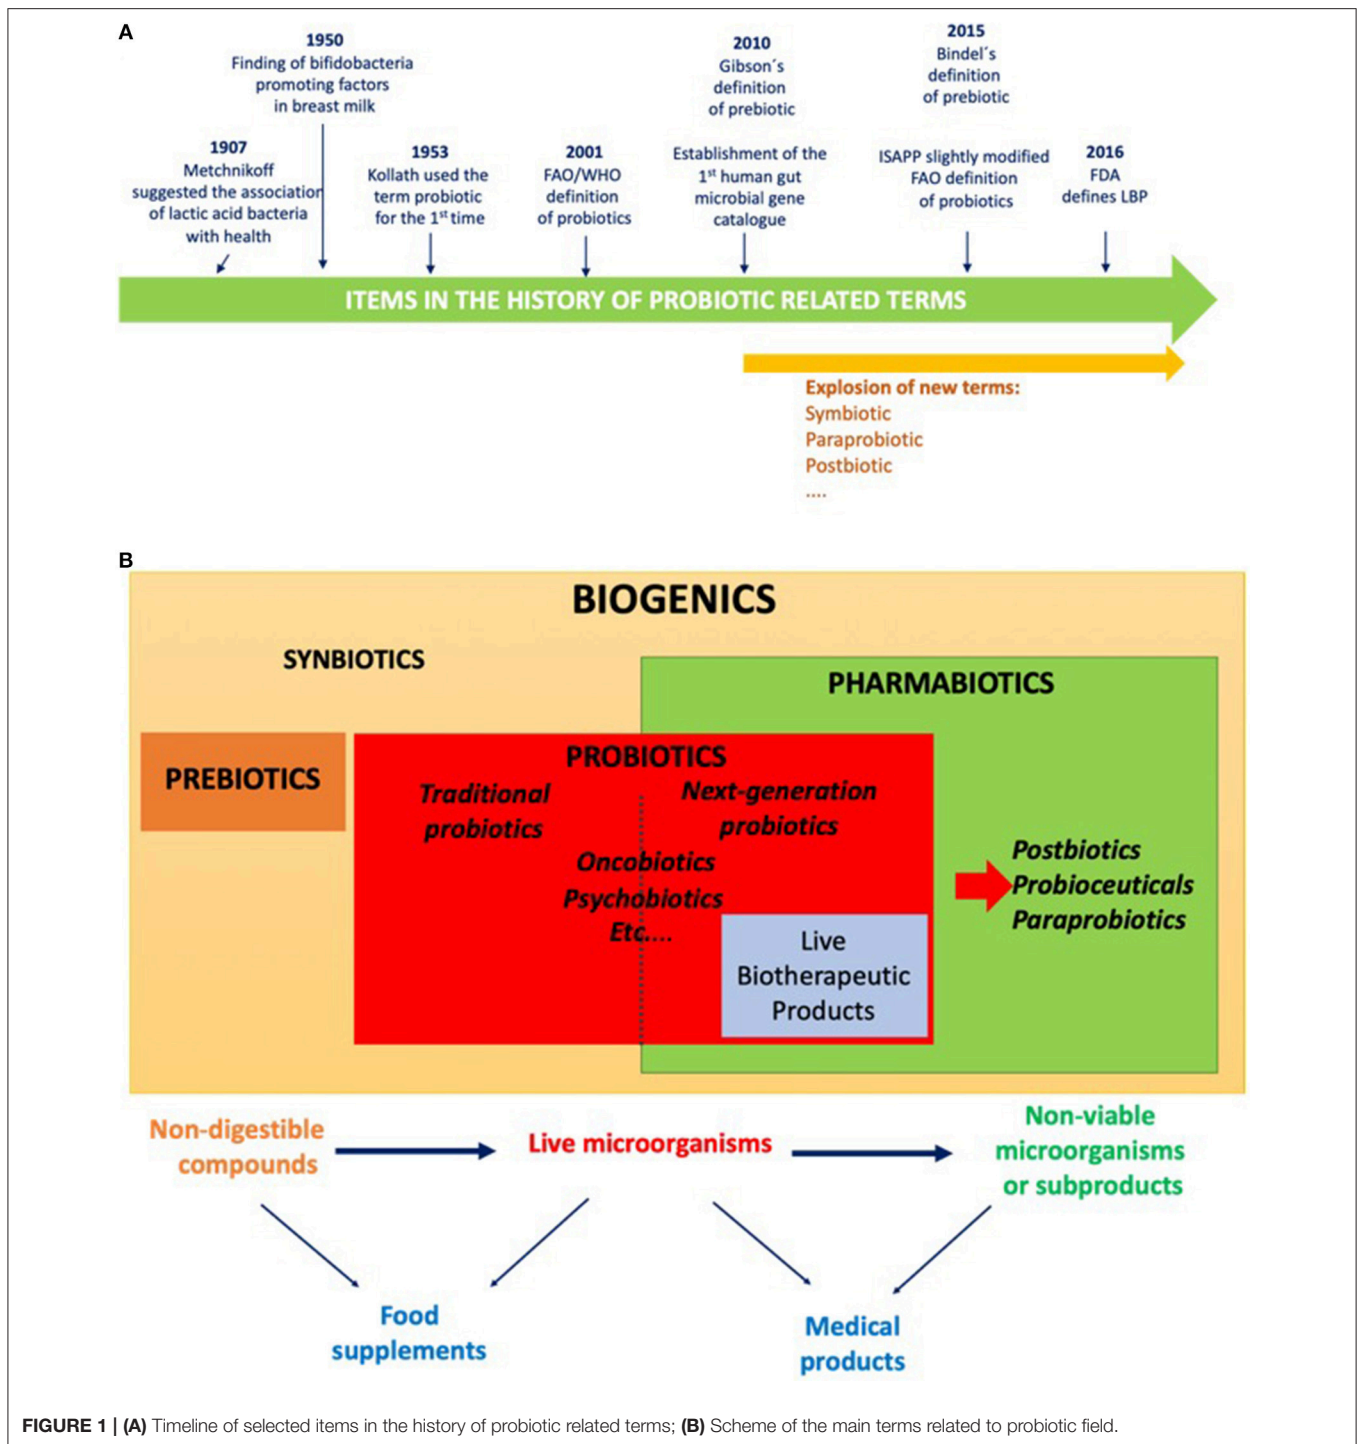 A
1950
Finding of bifidobacteria
promoting factors
in breast milk
1907
Metchnikoff
suggested the association
of lactic acid bacteria
with health
1953
Kollath used the
term probiotic
for the 1st time
2001
FAO/WHO
definition
of probiotics
2010
Gibson´s
definition
of prebiotic
Establishment of the
1st human gut
microbial gene
catalogue
2015
Bindel´s
definition
of prebiotic
ISAPP slightly modified
FAO definition
of probiotics
2016
FDA
defines LBP
ITEMS IN THE HISTORY OF PROBIOTIC RELATED TERMS
Explosion of new terms:
Symbiotic
Paraprobiotic
Postbiotic
....
B
BIOGENICS
SYNBIOTICS
PHARMABIOTICS
PREBIOTICS
PROBIOTICS
Traditional
probiotics
Next-generation
probiotics
Oncobiotics
Psychobiotics
Etc....
Live
Biotherapeutic
Products
Postbiotics
Probioceuticals
Paraprobiotics
Non-digestible
compounds
Live microorganisms
Non-viable
microorganisms
or subproducts
Food
supplements
Medical
products
FIGURE 1 | (A) Timeline of selected items in the history of probiotic related terms; (B) Scheme of the main terms related to probiotic field.